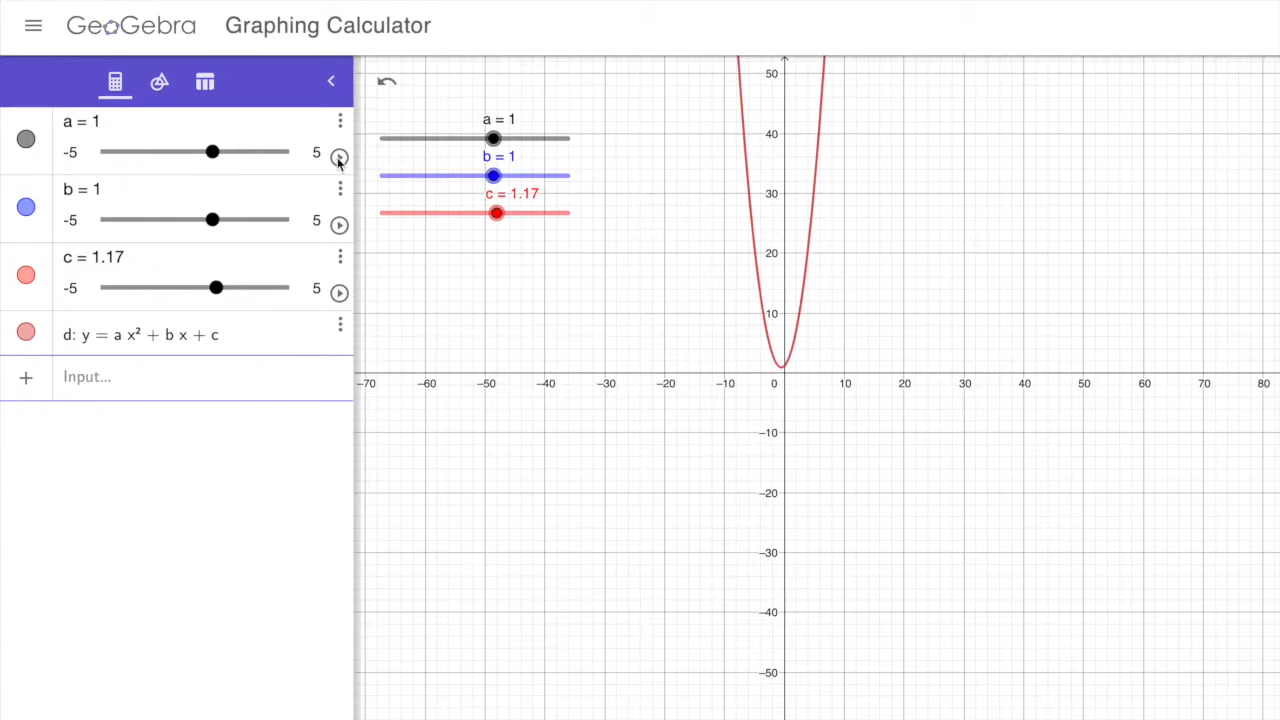 GeoGebra Graphing Calculator
a = 1
-5 5
b = 1
-5 5
c = 1.17
-5 5
d: y = a x² + b x + c
+ Input...
a = 1
b = 1
c = 1.17
50
40
30
20
10
−70 −60 −50 −40 −30 −20 −10 0 10 20 30 40 50 60 70 80
−10
−20
−30
−40
−50